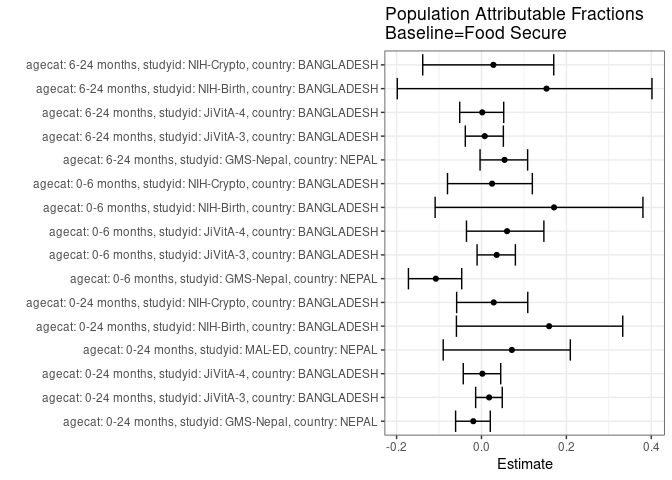 Population Attributable Fractions
Baseline=Food Secure
agecat: 6-24 months, studyid: NIH-Crypto, country: BANGLADESH
agecat: 6-24 months, studyid: NIH-Birth, country: BANGLADESH
agecat: 6-24 months, studyid: JiVitA-4, country: BANGLADESH
agecat: 6-24 months, studyid: JiVitA-3, country: BANGLADESH
agecat: 6-24 months, studyid: GMS-Nepal, country: NEPAL
agecat: 0-6 months, studyid: NIH-Crypto, country: BANGLADESH
agecat: 0-6 months, studyid: NIH-Birth, country: BANGLADESH
agecat: 0-6 months, studyid: JiVitA-4, country: BANGLADESH
agecat: 0-6 months, studyid: JiVitA-3, country: BANGLADESH
agecat: 0-6 months, studyid: GMS-Nepal, country: NEPAL
agecat: 0-24 months, studyid: NIH-Crypto, country: BANGLADESH
agecat: 0-24 months, studyid: NIH-Birth, country: BANGLADESH
agecat: 0-24 months, studyid: MAL-ED, country: NEPAL
agecat: 0-24 months, studyid: JiVitA-4, country: BANGLADESH
agecat: 0-24 months, studyid: JiVitA-3, country: BANGLADESH
agecat: 0-24 months, studyid: GMS-Nepal, country: NEPAL
-0.2 0.0 0.2 0.4
Estimate